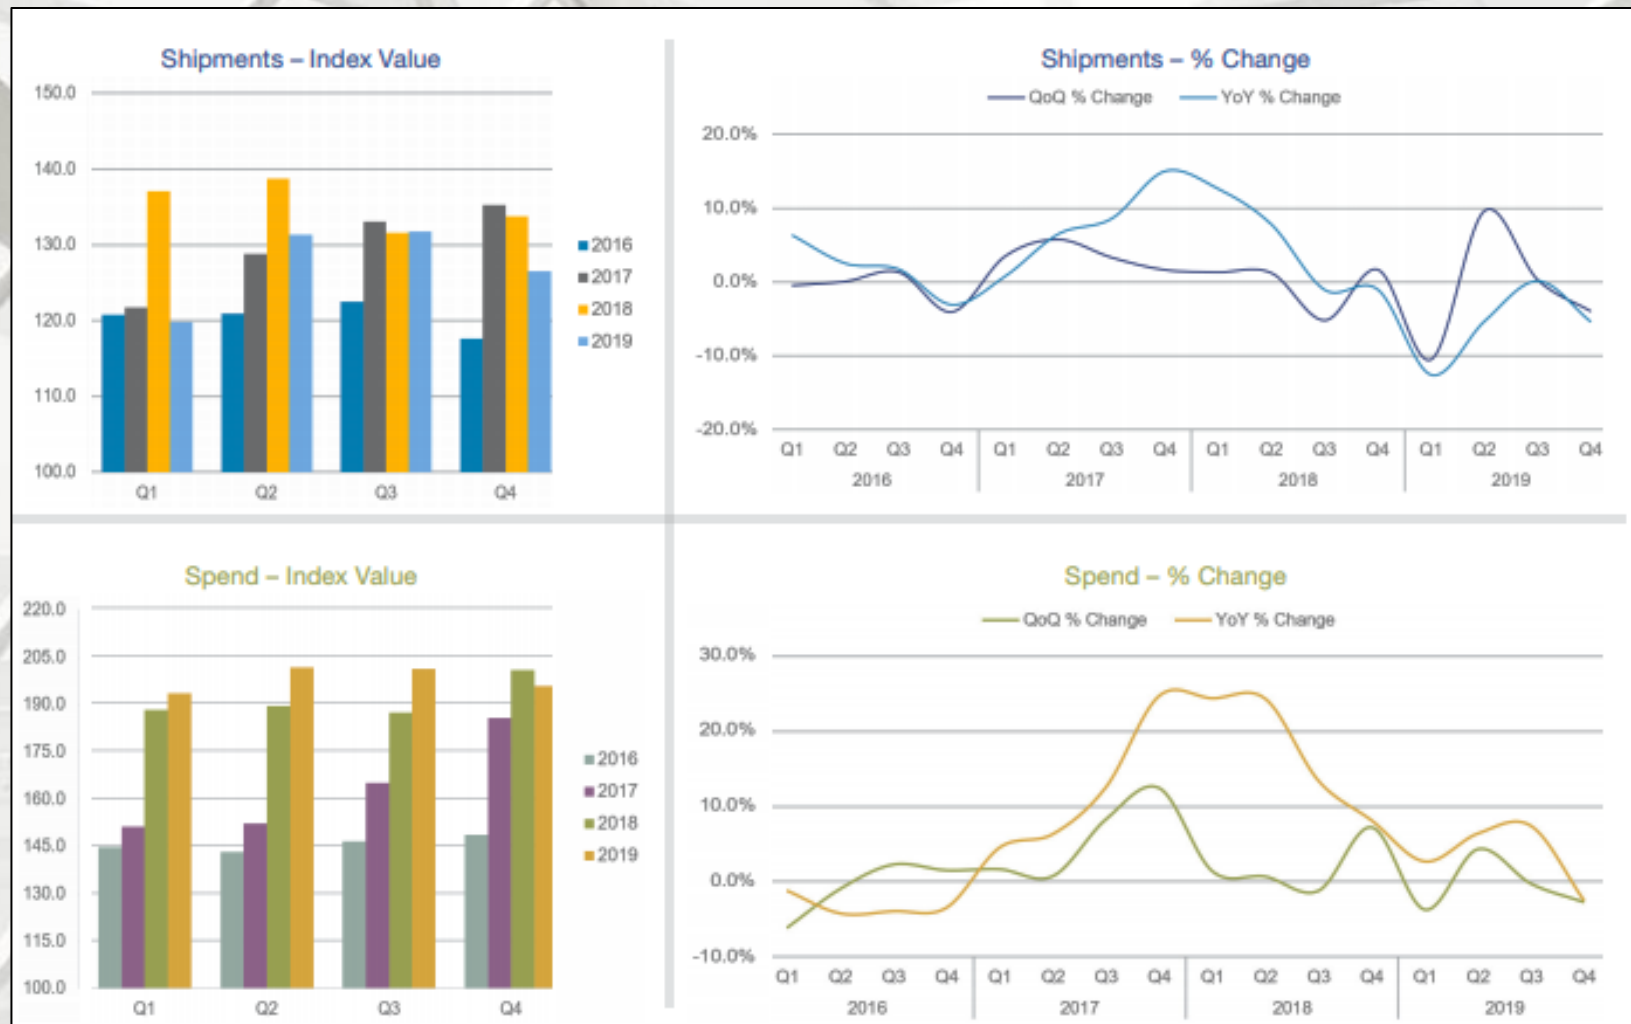 Shipments – Index Value
150.0
140.0
130.0
120.0
110.0
100.0
Q1 Q2 Q3 Q4
2016
2017
2018
2019
Shipments – % Change
QoQ % Change YoY % Change
20.0%
10.0%
0.0%
-10.0%
-20.0%
Q1 Q2 Q3 Q4 Q1 Q2 Q3 Q4 Q1 Q2 Q3 Q4 Q1 Q2 Q3 Q4
2016 2017 2018 2019
Spend – Index Value
220.0
205.0
190.0
175.0
160.0
145.0
130.0
115.0
100.0
Q1 Q2 Q3 Q4
2016
2017
2018
2019
Spend – % Change
QoQ % Change YoY % Change
30.0%
20.0%
10.0%
0.0%
-10.0%
Q1 Q2 Q3 Q4 Q1 Q2 Q3 Q4 Q1 Q2 Q3 Q4 Q1 Q2 Q3 Q4
2016 2017 2018 2019